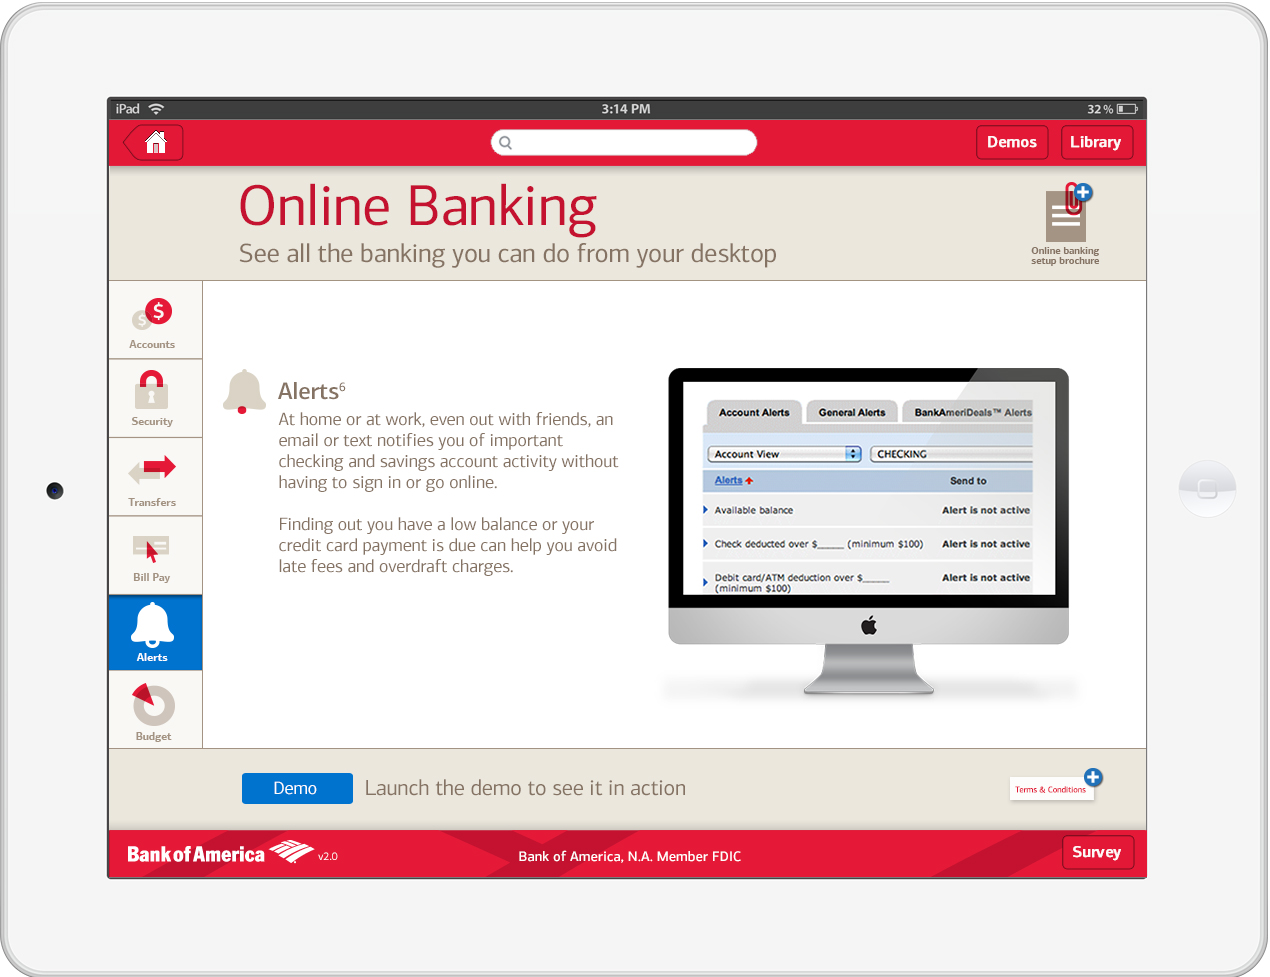 iPad
3:14 PM
32 %
Demos
Library
Online Banking
See all the banking you can do from your desktop
Online banking
setup brochure
$
$
Accounts
Security
Transfers
Bill Pay
Alerts
Budget
Alerts6
At home or at work, even out with friends, an
email or text notifies you of important
checking and savings account activity without
having to sign in or go online.
Finding out you have a low balance or your
credit card payment is due can help you avoid
late fees and overdraft charges.
Account Alerts
General Alerts
BankAmeriDeals™ Alerts
Account View
CHECKING
Alerts
Send to
Available balance
Alert is not active
Check deducted over $_____ (minimum $100)
Alert is not active
Debit card/ATM deduction over $_____
(minimum $100)
Alert is not active
Demo
Launch the demo to see it in action
Terms & Conditions
Bank of America
v2.0
Bank of America, N.A. Member FDIC
Survey